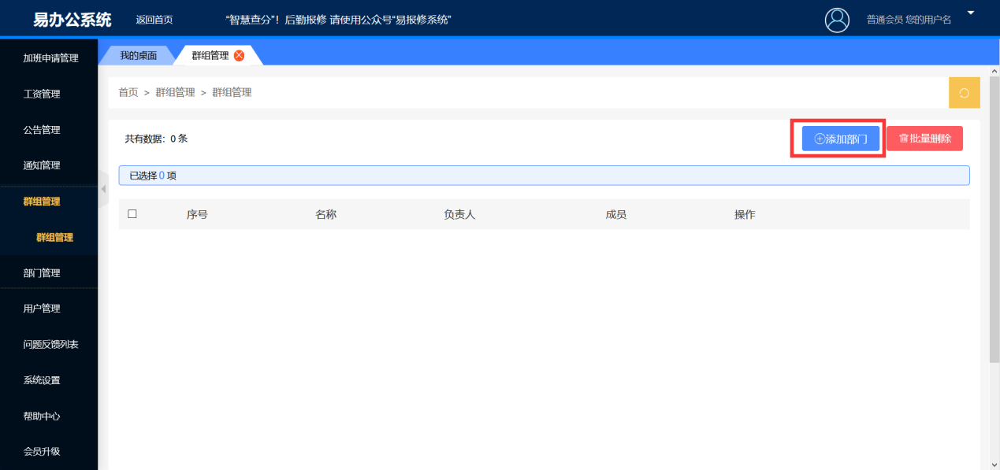 易办公系统 返回首页 “智慧查分”！后勤报修 请使用公众号“易报修系统” 普通会员 您的用户名
加班申请管理
工资管理
公告管理
通知管理
群组管理
群组管理
部门管理
用户管理
问题反馈列表
系统设置
帮助中心
会员升级
我的桌面 群组管理
首页 > 群组管理 > 群组管理
共有数据：0 条 添加部门 批量删除
已选择 0 项
序号 名称 负责人 成员 操作